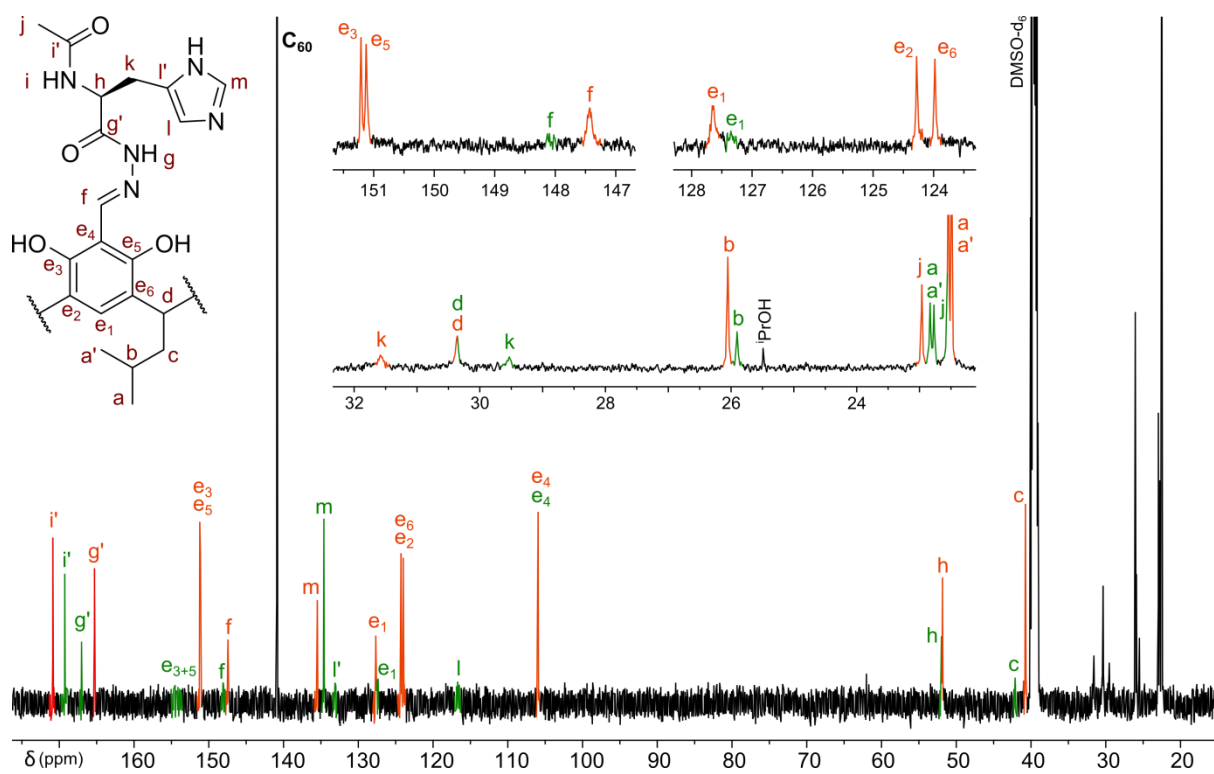 j
O
i'
k
NH
i
HN
h
l'
m
g'
l
N
O
NH
g
N
f
e4
HO
e5
OH
e3
e6
d
e2
e1
a'
b
c
a
C60
e3
e5
f
f
e1
e1
e2
e6
151 150 149 148 147
128 127 126 125 124
DMSO-d6
k
d
d
k
b
b
iPrOH
j
a
a'
j
a
a'
32 30 28 26 24
i'
i'
g'
g'
e3+5
e3
e5
f
f
m
m
l'
e1
e1
e6
e2
l
e4
e4
h
h
c
c
δ (ppm) 160 150 140 130 120 110 100 90 80 70 60 50 40 30 20